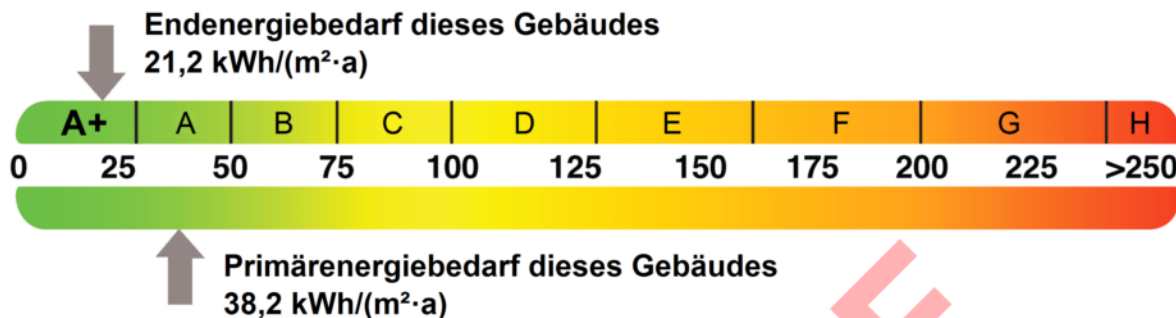 Endenergiebedarf dieses Gebäudes
21,2 kWh/(m²·a)
A+ A B C D E F G H
0 25 50 75 100 125 150 175 200 225 >250
Primärenergiebedarf dieses Gebäudes
38,2 kWh/(m²·a)